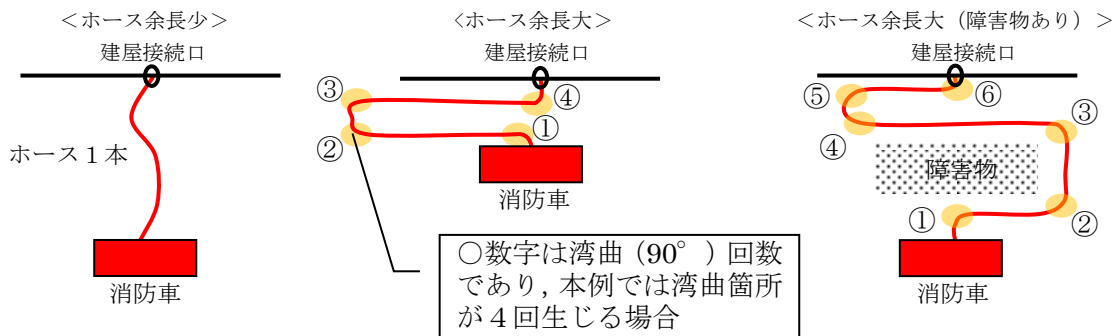 ＜ホース余長少＞
建屋接続口
ホース１本
消防車
＜ホース余長大＞
建屋接続口
③
④
①
②
消防車
○数字は湾曲（90°）回数
であり，本例では湾曲箇所
が４回生じる場合
＜ホース余長大（障害物あり）＞
建屋接続口
⑤
⑥
③
④
障害物
①
②
消防車